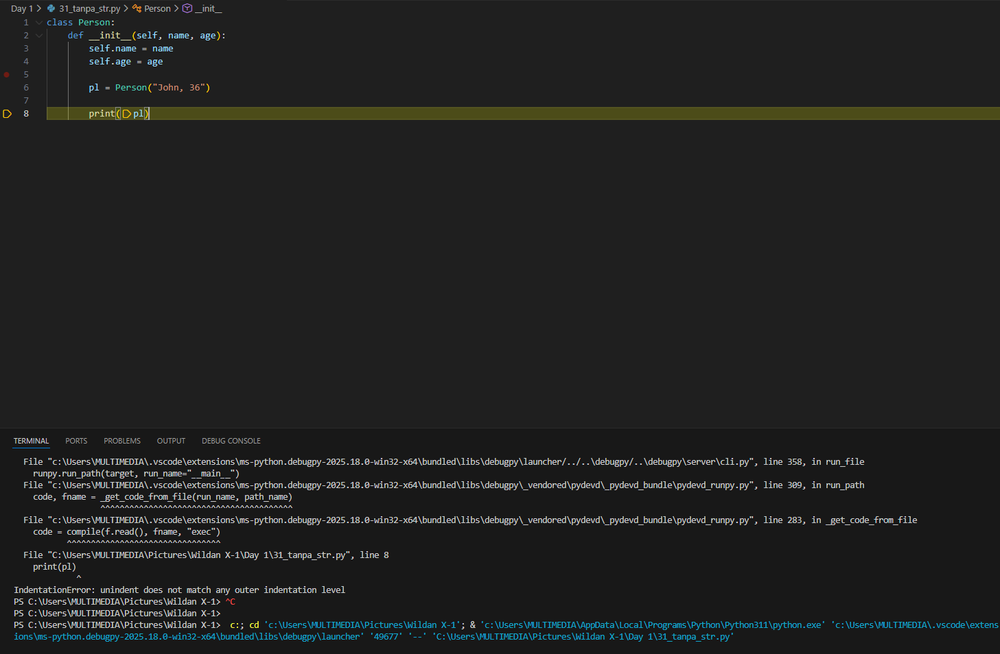 Day 1 > 31_tanpa_str.py > Person > __init__
1 class Person:
2 def __init__(self, name, age):
3 self.name = name
4 self.age = age
5
6 pl = Person("John, 36")
7
8 print(pl)
TERMINAL PORTS PROBLEMS OUTPUT DEBUG CONSOLE
File "c:\Users\MULTIMEDIA\.vscode\extensions\ms-python.debugpy-2025.18.0-win32-x64\bundled\libs\debugpy\launcher/../..\debugpy/..\debugpy\server\cli.py", line 358, in run_file
runpy.run_path(target, run_name="__main__")
File "c:\Users\MULTIMEDIA\.vscode\extensions\ms-python.debugpy-2025.18.0-win32-x64\bundled\libs\debugpy\_vendored\pydevd\_pydevd_bundle\pydevd_runpy.py", line 309, in run_path
code, fname = _get_code_from_file(run_name, path_name)
^^^^^^^^^^^^^^^^^^^^^^^^^^^^^^^^^^^^^^^^
File "c:\Users\MULTIMEDIA\.vscode\extensions\ms-python.debugpy-2025.18.0-win32-x64\bundled\libs\debugpy\_vendored\pydevd\_pydevd_bundle\pydevd_runpy.py", line 283, in _get_code_from_file
code = compile(f.read(), fname, "exec")
^^^^^^^^^^^^^^^^^^^^^^^^^^^^^^^^
File "C:\Users\MULTIMEDIA\Pictures\Wildan X-1\Day 1\31_tanpa_str.py", line 8
print(pl)
^
IndentationError: unindent does not match any outer indentation level
PS C:\Users\MULTIMEDIA\Pictures\Wildan X-1> ^C
PS C:\Users\MULTIMEDIA\Pictures\Wildan X-1>
PS C:\Users\MULTIMEDIA\Pictures\Wildan X-1> c:; cd 'c:\Users\MULTIMEDIA\Pictures\Wildan X-1'; & 'c:\Users\MULTIMEDIA\AppData\Local\Programs\Python\Python311\python.exe' 'c:\Users\MULTIMEDIA\.vscode\extens
ions\ms-python.debugpy-2025.18.0-win32-x64\bundled\libs\debugpy\launcher' '49677' '--' 'C:\Users\MULTIMEDIA\Pictures\Wildan X-1\Day 1\31_tanpa_str.py'